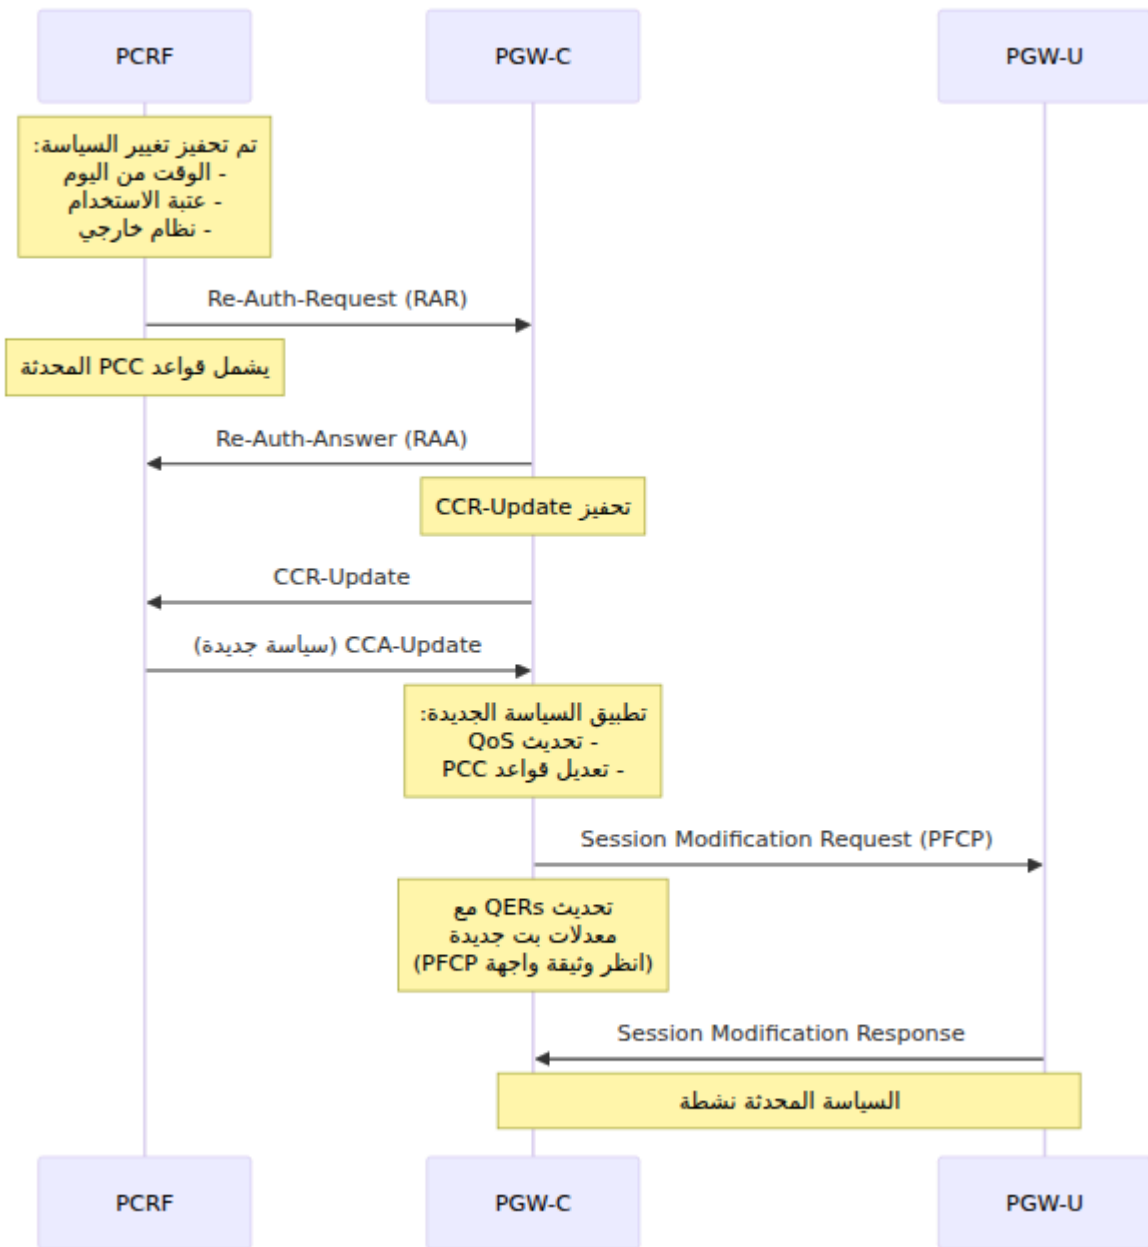 PCRF
PGW-C
PGW-U
تم تحفيز تغيير السياسة:
- الوقت من اليوم
- عتبة الاستخدام
- نظام خارجي
Re-Auth-Request (RAR)
يشمل قواعد PCC المحدثة
Re-Auth-Answer (RAA)
تحفيز CCR-Update
CCR-Update
CCA-Update (سياسة جديدة)
تطبيق السياسة الجديدة:
- تحديث QoS
- تعديل قواعد PCC
Session Modification Request (PFCP)
تحديث QERs مع
معدلات بت جديدة
(انظر وثيقة واجهة PFCP)
Session Modification Response
السياسة المحدثة نشطة
PCRF
PGW-C
PGW-U